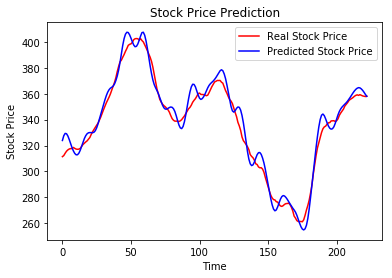 Stock Price Prediction
Real Stock Price
Predicted Stock Price
Stock Price
400
380
360
340
320
300
280
260
0
50
100
150
200
Time